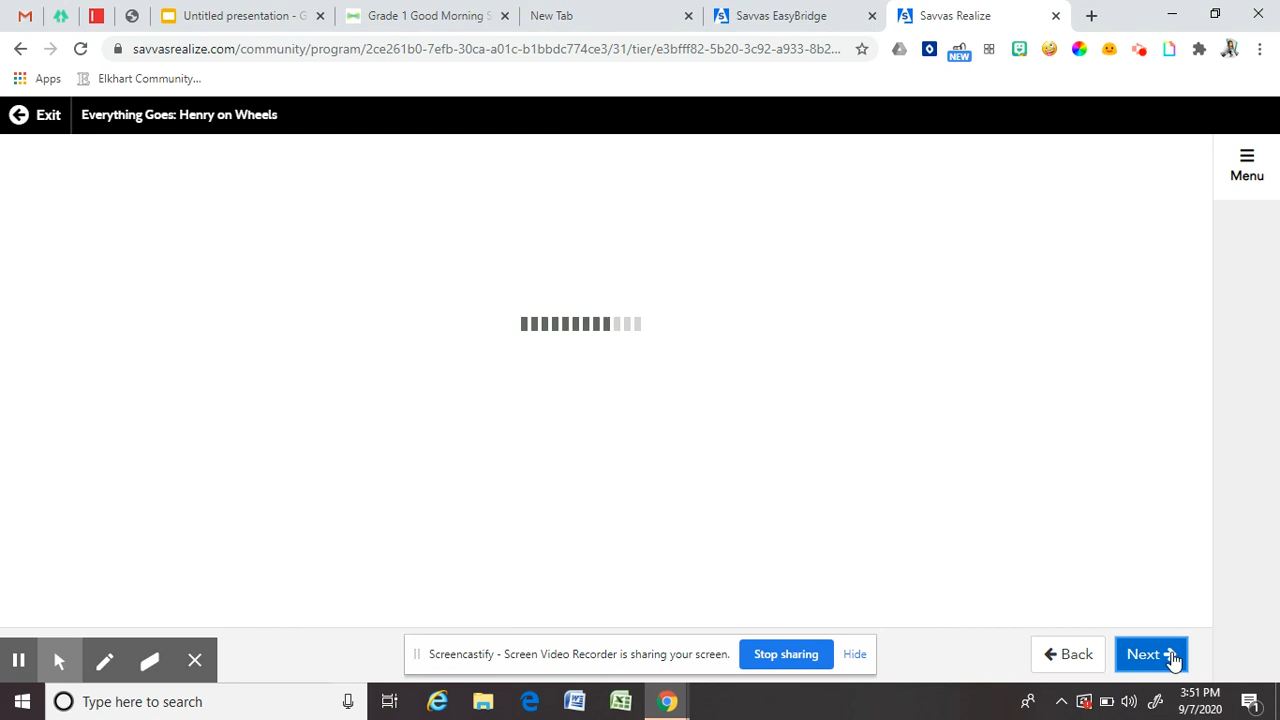 Untitled presentation - G
Grade 1 Good Morning S
New Tab
Savvas EasyBridge
Savvas Realize
savvasrealize.com/community/program/2ce261b0-7efb-30ca-a01c-b1bbdc774ce3/31/tier/e3bfff82-5b20-3c92-a933-8b2...
NEW
Apps
Elkhart Community...
Exit
Everything Goes: Henry on Wheels
Menu
Screencastify - Screen Video Recorder is sharing your screen.
Stop sharing
Hide
Back
Next
Type here to search
3:51 PM
9/7/2020
1